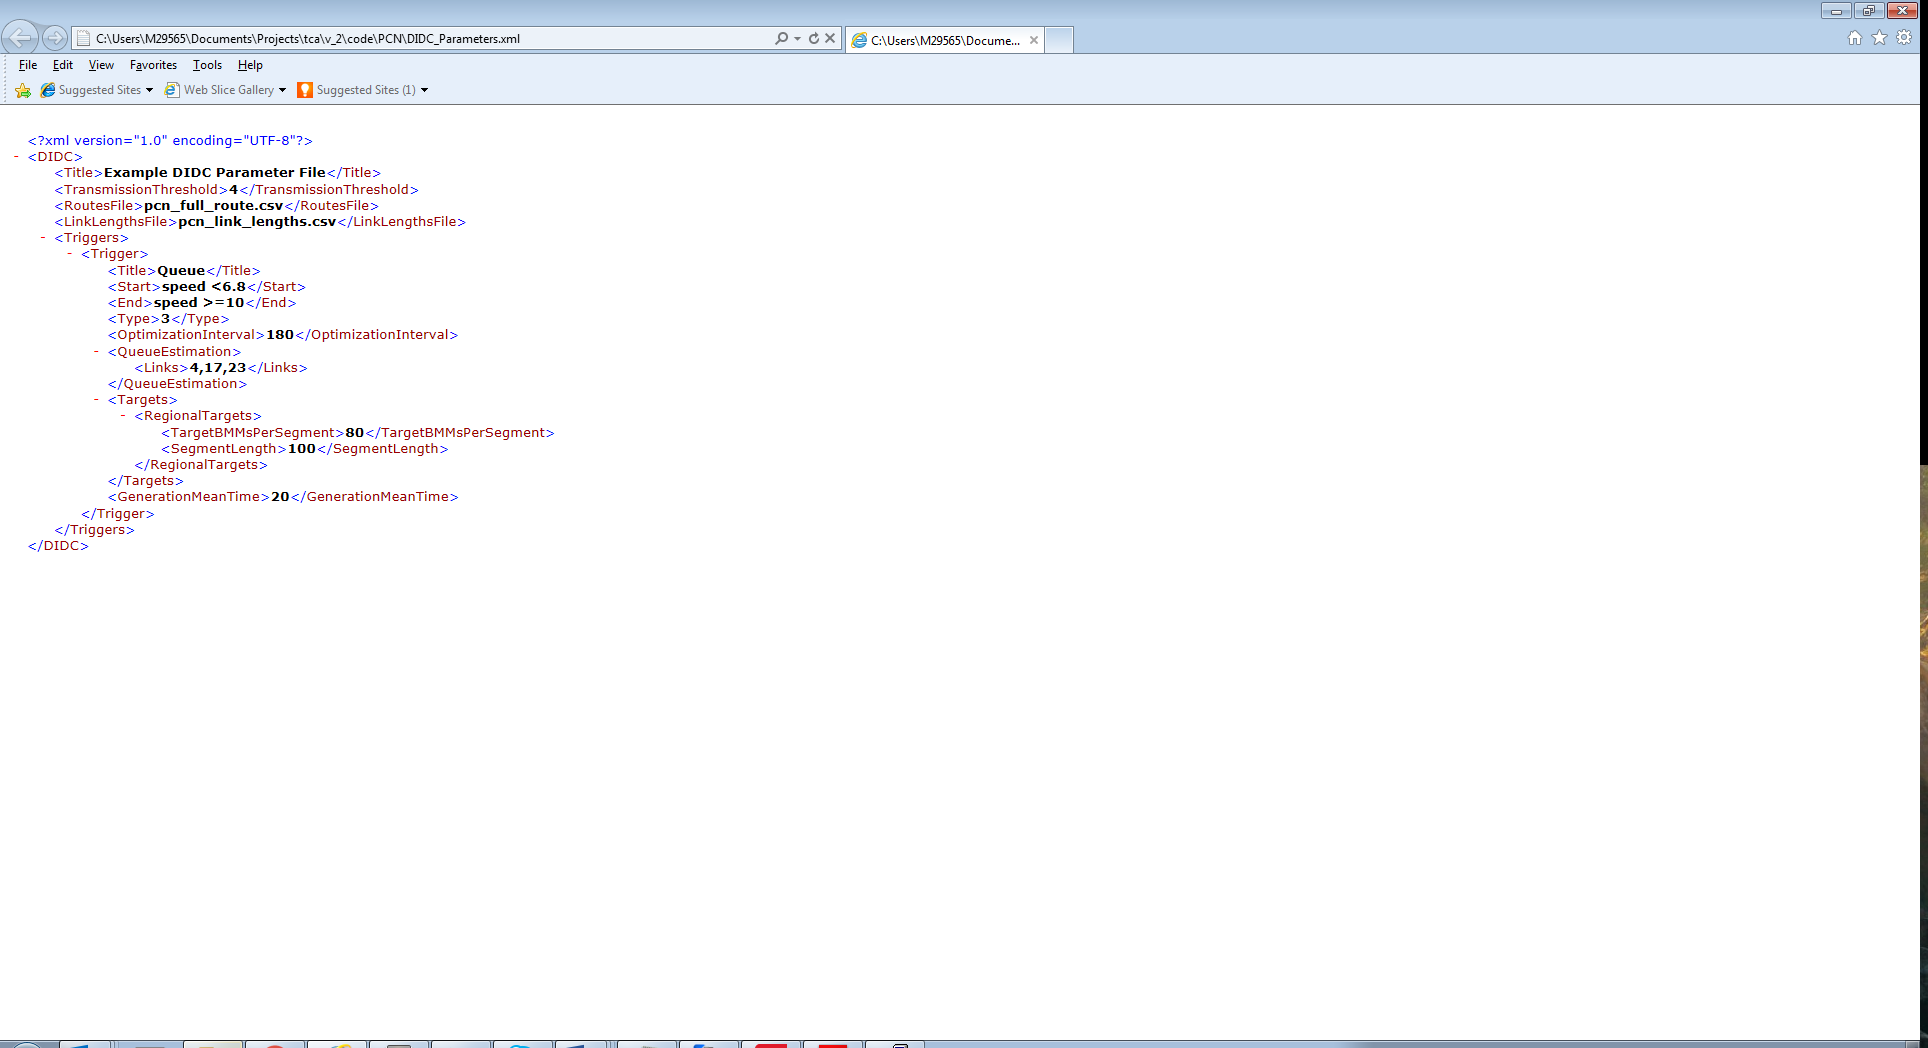 C:\Users\M29565\Documents\Projects\tca\v_2\code\PCN\DIDC_Parameters.xml
C:\Users\M29565\Docume...
File Edit View Favorites Tools Help
Suggested Sites Web Slice Gallery Suggested Sites (1)
<?xml version="1.0" encoding="UTF-8"?>
- <DIDC>
<Title>Example DIDC Parameter File</Title>
<TransmissionThreshold>4</TransmissionThreshold>
<RoutesFile>pcn_full_route.csv</RoutesFile>
<LinkLengthsFile>pcn_link_lengths.csv</LinkLengthsFile>
- <Triggers>
- <Trigger>
<Title>Queue</Title>
<Start>speed <6.8</Start>
<End>speed >=10</End>
<Type>3</Type>
<OptimizationInterval>180</OptimizationInterval>
- <QueueEstimation>
<Links>4,17,23</Links>
</QueueEstimation>
- <Targets>
- <RegionalTargets>
<TargetBMMsPerSegment>80</TargetBMMsPerSegment>
<SegmentLength>100</SegmentLength>
</RegionalTargets>
</Targets>
<GenerationMeanTime>20</GenerationMeanTime>
</Trigger>
</Triggers>
</DIDC>